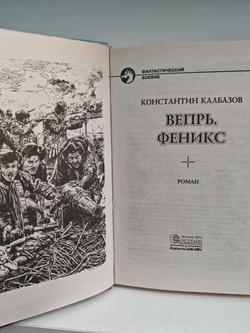 ФАНТАСТИЧЕСКИЙ
БОЕВИК
КОНСТАНТИН КАЛБАЗОВ
ВЕПРЬ.
ФЕНИКС
РОМАН